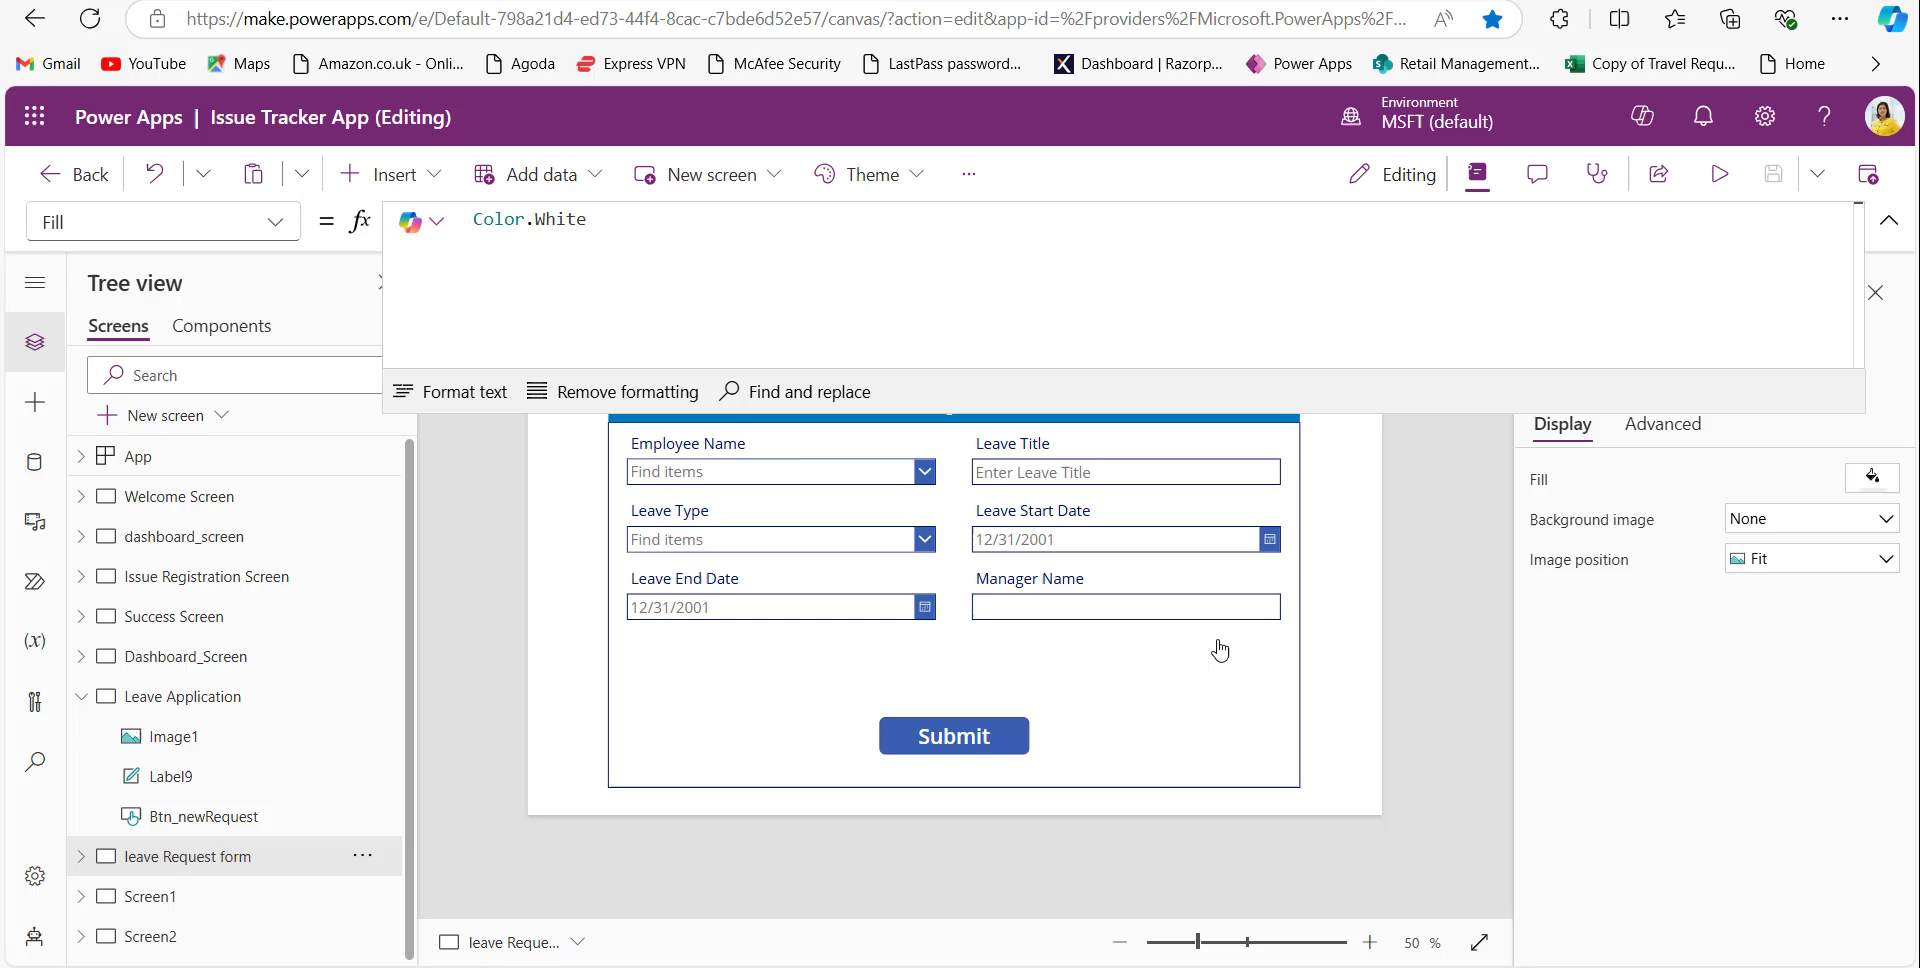 https://make.powerapps.com/e/Default-798a21d4-ed73-44f4-8cac-c7bde6d52e57/canvas/?action=edit&app-id=%2Fproviders%2FMicrosoft.PowerApps%2F...
Gmail YouTube Maps Amazon.co.uk - Onli... Agoda Express VPN McAfee Security LastPass password... Dashboard | Razorp... Power Apps Retail Management... Copy of Travel Requ... Home
Power Apps | Issue Tracker App (Editing)
Environment
MSFT (default)
Back Insert Add data New screen Theme ... Editing
Fill = fx Color.White
Tree view
Screens Components
Search
Format text Remove formatting Find and replace
New screen
App
Welcome Screen
dashboard_screen
Issue Registration Screen
Success Screen
Dashboard_Screen
Leave Application
Image1
Label9
Btn_newRequest
leave Request form ...
Screen1
Screen2
Employee Name Leave Title
Find items Enter Leave Title
Leave Type Leave Start Date
Find items 12/31/2001
Leave End Date Manager Name
12/31/2001
Submit
Display Advanced
Fill
Background image None
Image position Fit
leave Reque... 50 %